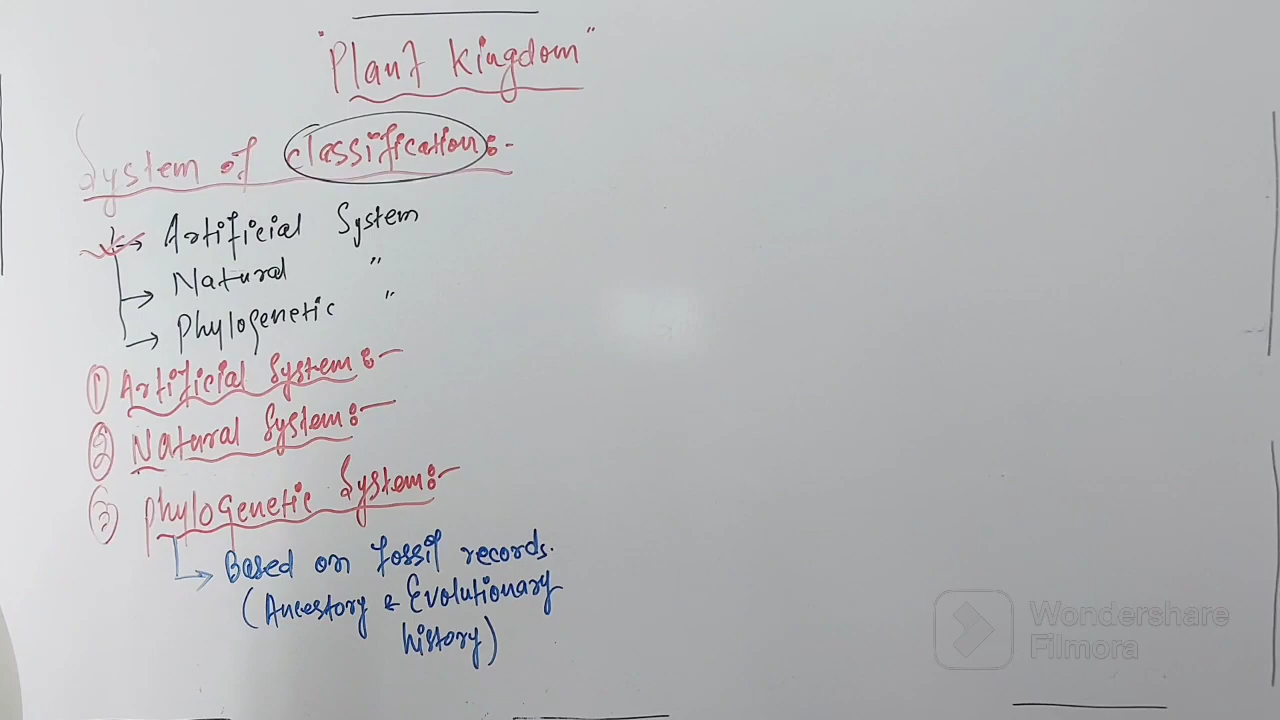 "Plant Kingdom"
System of Classification:-
→ Artificial System
→ Natural "
→ Phylogenetic "
① Artificial System :-
② Natural System:-
③ Phylogenetic System:-
→ Based on fossil records.
(Ancestory & Evolutionary
history)
Wondershare
Filmora